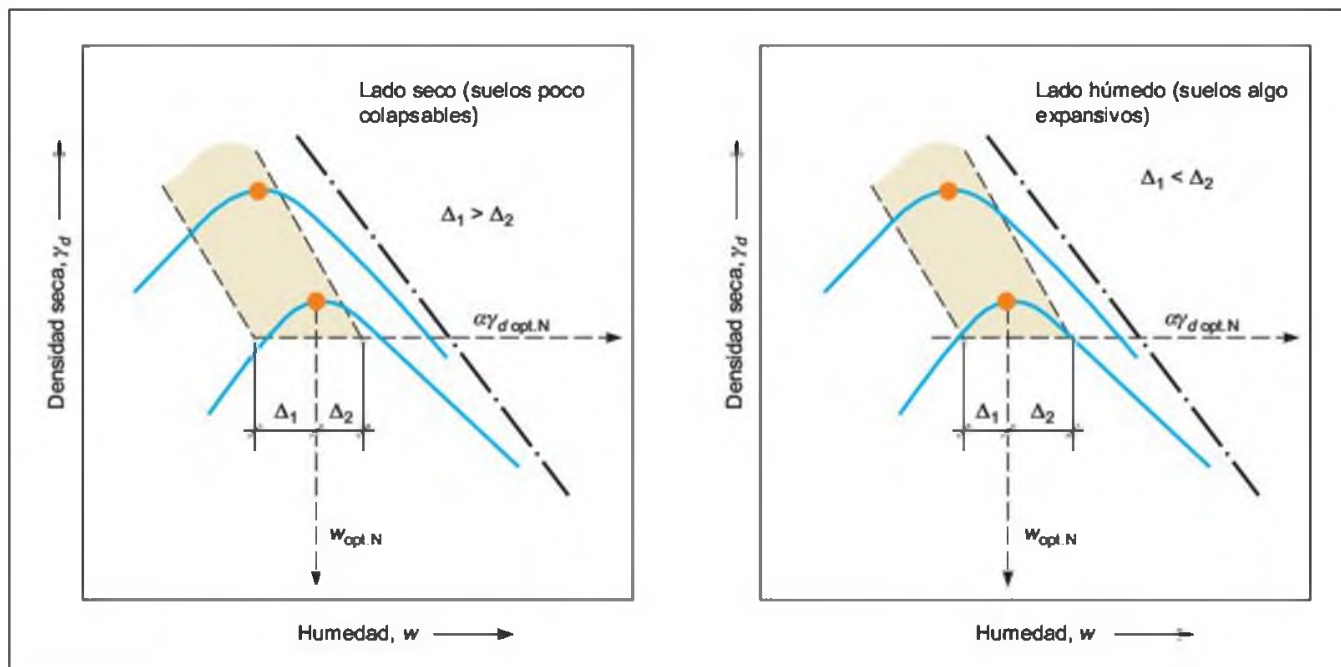 Lado seco (suelos poco
colapsables)
Δ1 > Δ2
αγd opt.N
Δ1
Δ2
wopt.N
Densidad seca, γd
Humedad, w
Lado húmedo (suelos algo
expansivos)
Δ1 < Δ2
αγd opt.N
Δ1
Δ2
wopt.N
Densidad seca, γd
Humedad, w